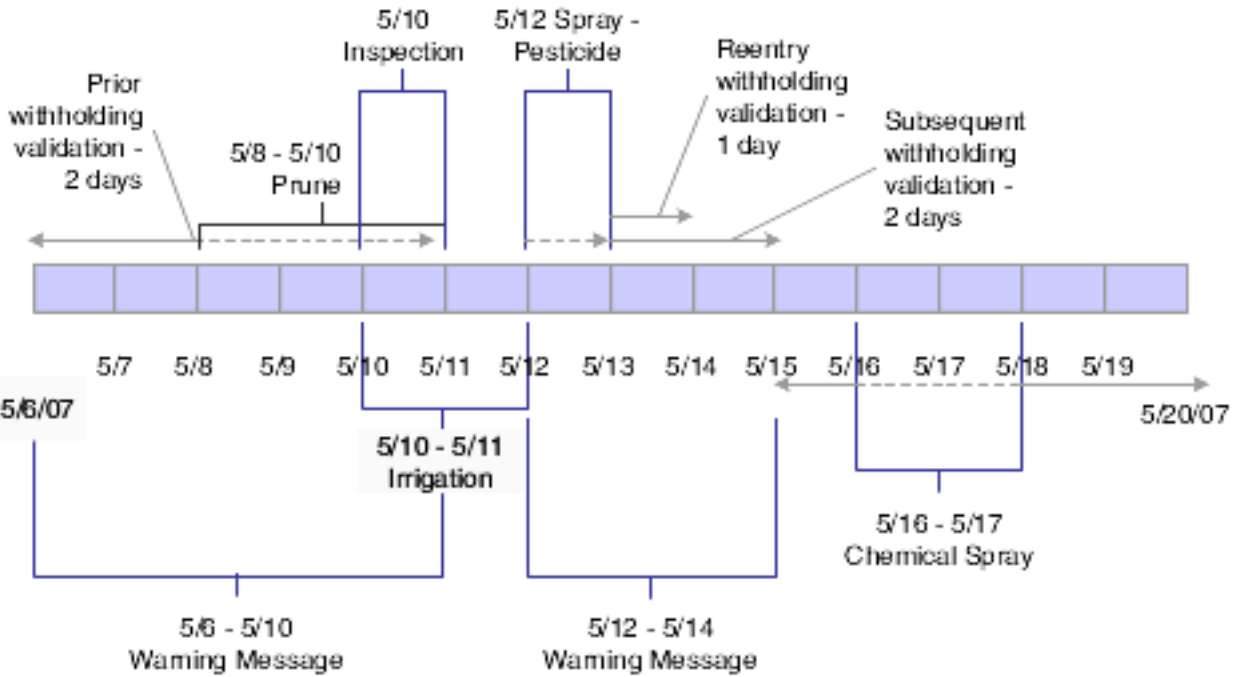 5/10
Inspection
5/12 Spray -
Pesticide
Reentry
withholding
validation -
1 day
Prior
withholding
validation -
2 days
5/8 - 5/10
Prune
Subsequent
withholding
validation -
2 days
5/7 5/8 5/9 5/10 5/11 5/12 5/13 5/14 5/15 5/16 5/17 5/18 5/19
5/6/07
5/20/07
5/10 - 5/11
Irrigation
5/16 - 5/17
Chemical Spray
5/6 - 5/10
Warning Message
5/12 - 5/14
Warning Message